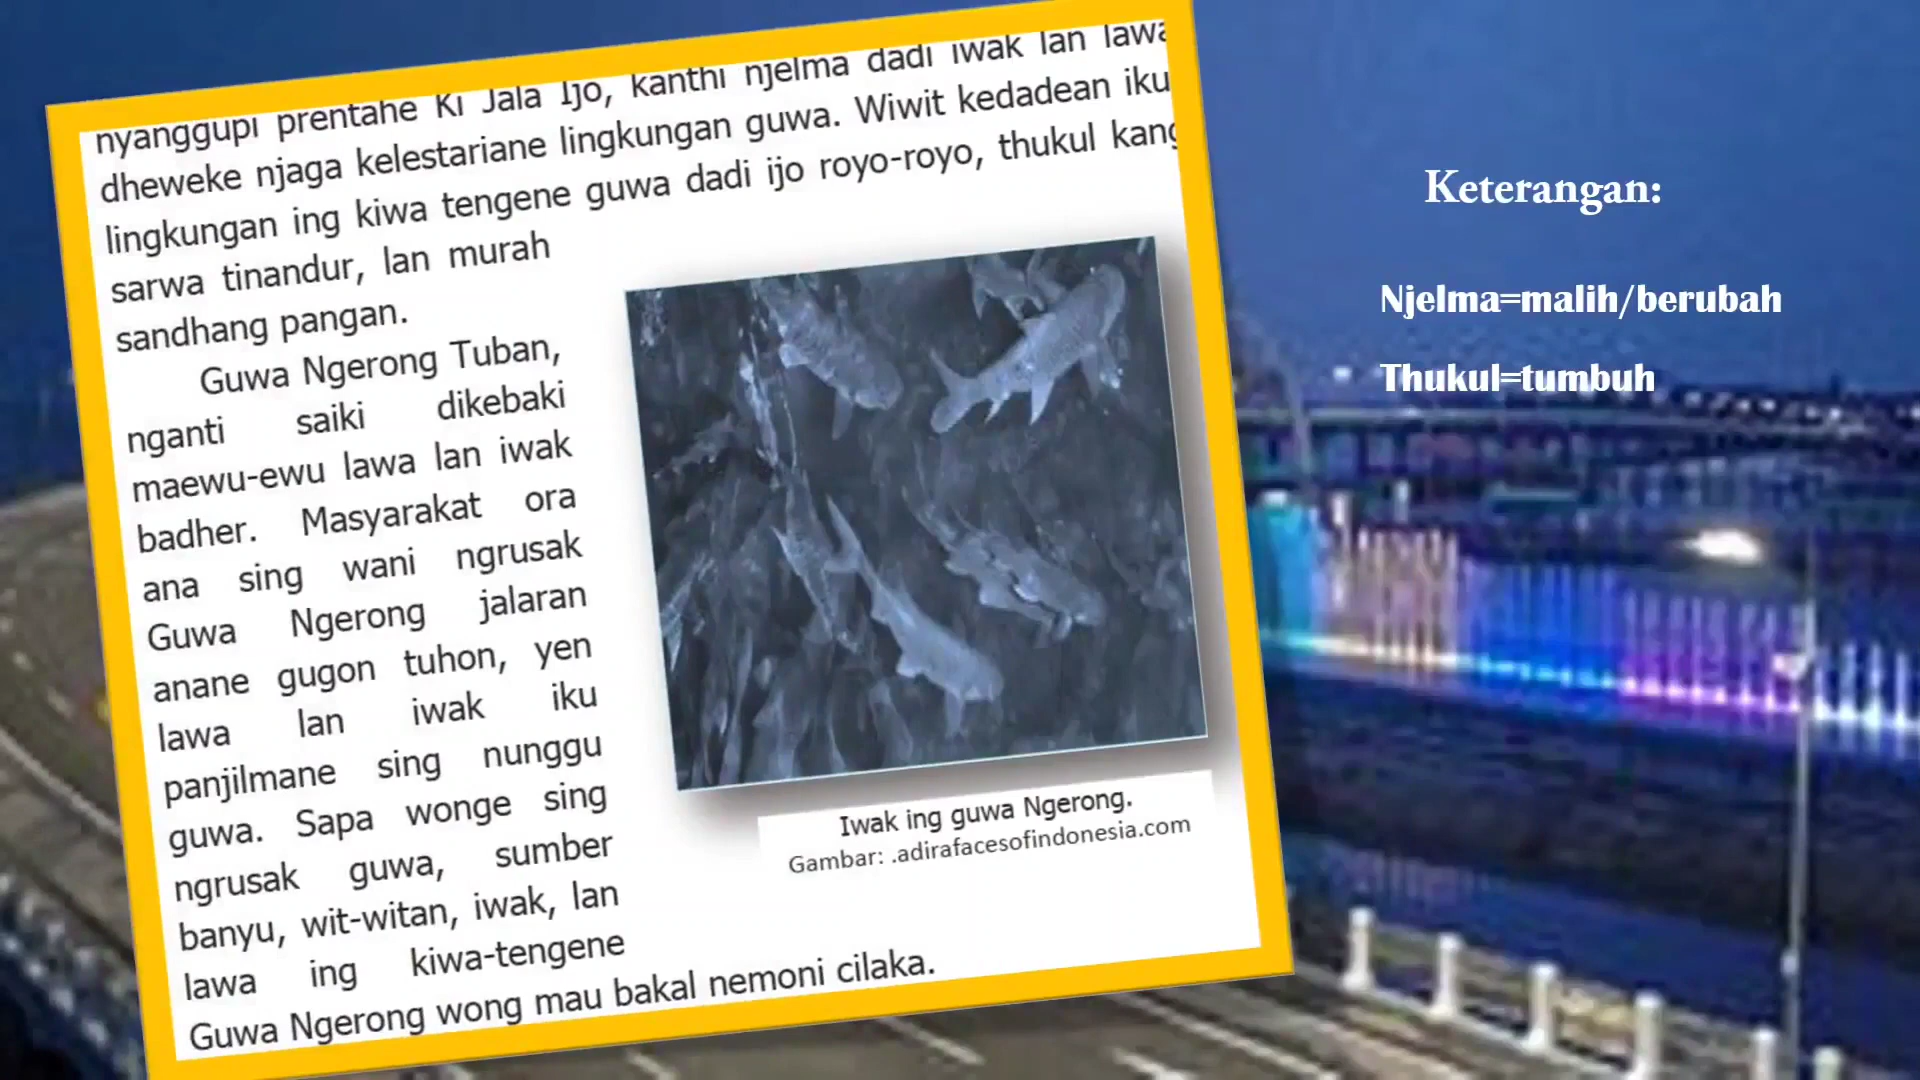 nyanggupi prentahe Ki Jala Ijo, kanthi njelma dadi iwak lan lawa
dheweke njaga kelestariane lingkungan guwa. Wiwit kedadean iku
lingkungan ing kiwa tengene guwa dadi ijo royo-royo, thukul kang
sarwa tinandur, lan murah
sandhang pangan.
Guwa Ngerong Tuban,
nganti saiki dikebaki
maewu-ewu lawa lan iwak
badher. Masyarakat ora
ana sing wani ngrusak
Guwa Ngerong jalaran
anane gugon tuhon, yen
lawa lan iwak iku
panjilmane sing nunggu
guwa. Sapa wonge sing
ngrusak guwa, sumber
banyu, wit-witan, iwak, lan
lawa ing kiwa-tengene
Guwa Ngerong wong mau bakal nemoni cilaka.
Iwak ing guwa Ngerong.
Gambar: .adirafacesofindonesia.com
Keterangan:
Njelma=malih/berubah
Thukul=tumbuh